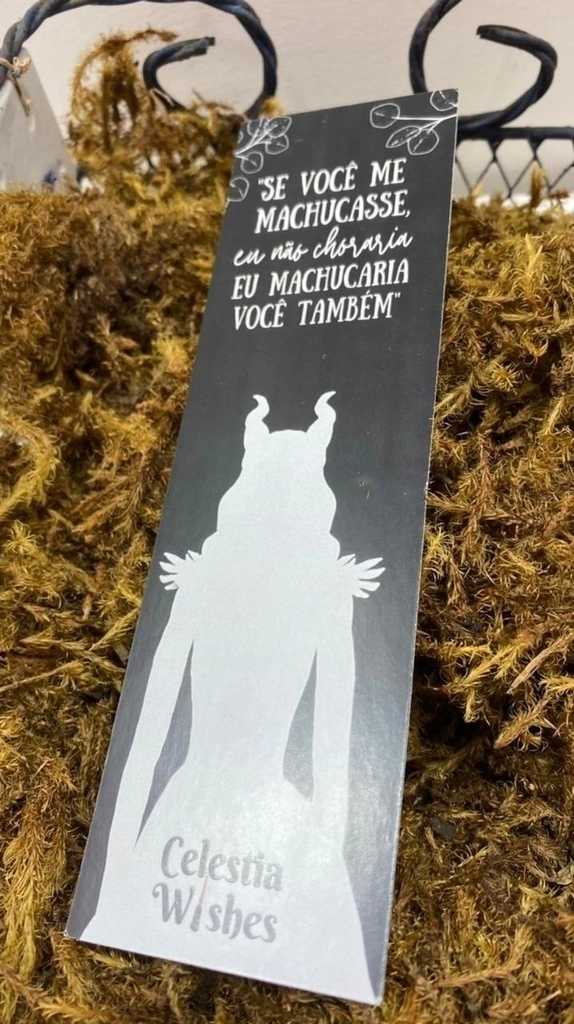 "SE VOCÊ ME
MACHUCASSE,
eu não choraria
EU MACHUCARIA
VOCÊ TAMBÉM"
Celestia
Wishes